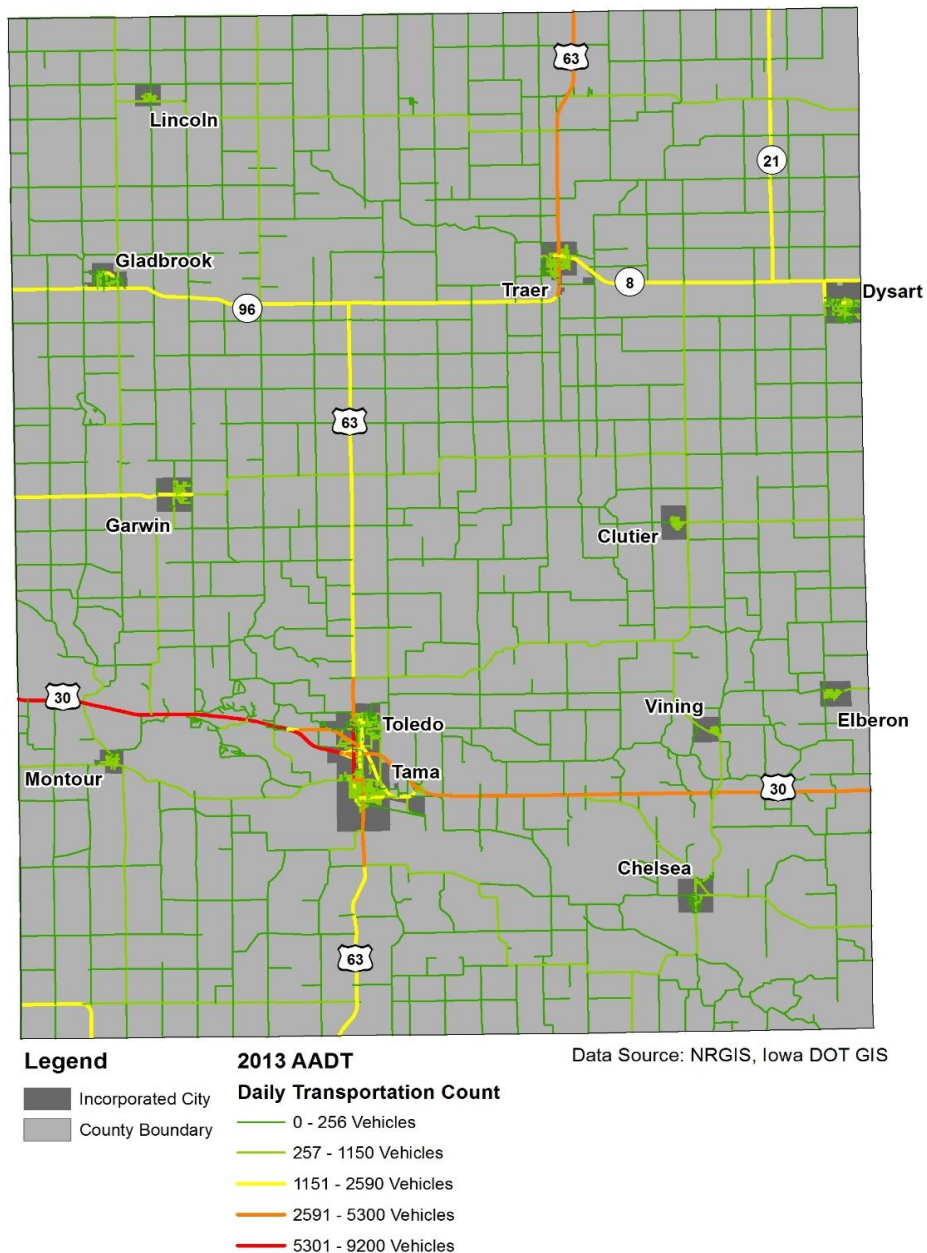 63
Lincoln
21
Gladbrook
Traer
8
Dysart
96
63
Garwin
Clutier
30
Vining
Elberon
Toledo
Montour
Tama
30
Chelsea
63
Legend
Incorporated City
County Boundary
2013 AADT
Daily Transportation Count
0 - 256 Vehicles
257 - 1150 Vehicles
1151 - 2590 Vehicles
2591 - 5300 Vehicles
5301 - 9200 Vehicles
Data Source: NRGIS, Iowa DOT GIS